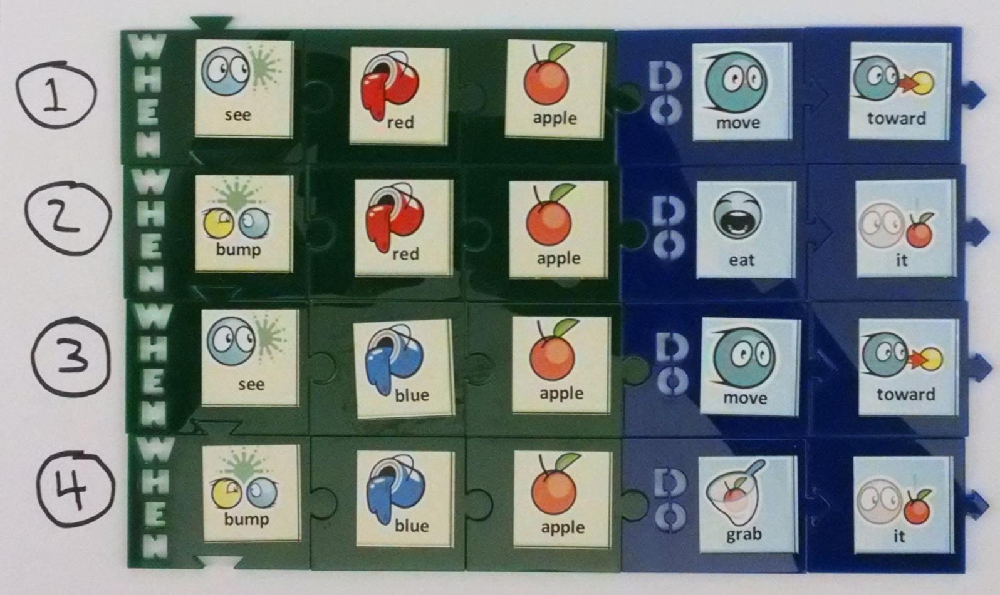 1 WHEN see red apple DO move toward
2 WHEN bump red apple DO eat it
3 WHEN see blue apple DO move toward
4 WHEN bump blue apple DO grab it